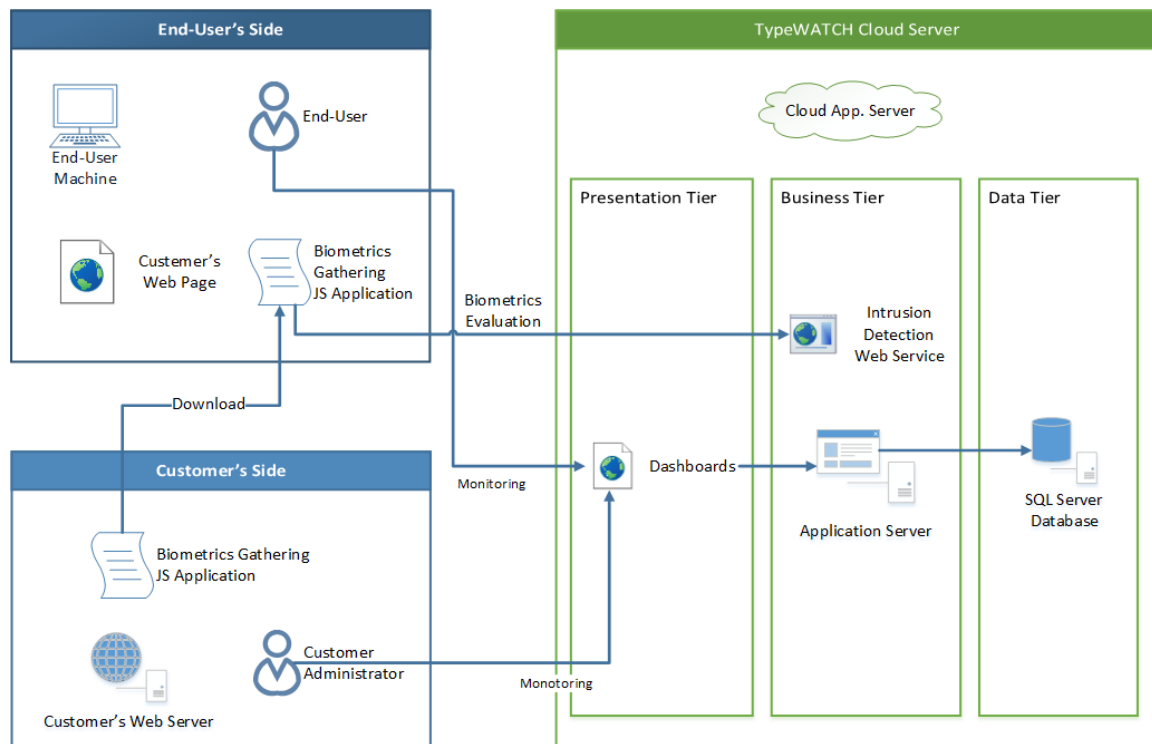 End-User's Side
TypeWATCH Cloud Server
Cloud App. Server
End-User
End-User
Machine
Presentation Tier
Business Tier
Data Tier
Custemer's
Web Page
Biometrics
Gathering
JS Application
Biometrics
Evaluation
Intrusion
Detection
Web Service
Download
Customer's Side
Monitoring
Dashboards
Application Server
SQL Server
Database
Biometrics Gathering
JS Application
Customer
Administrator
Monotoring
Customer's Web Server